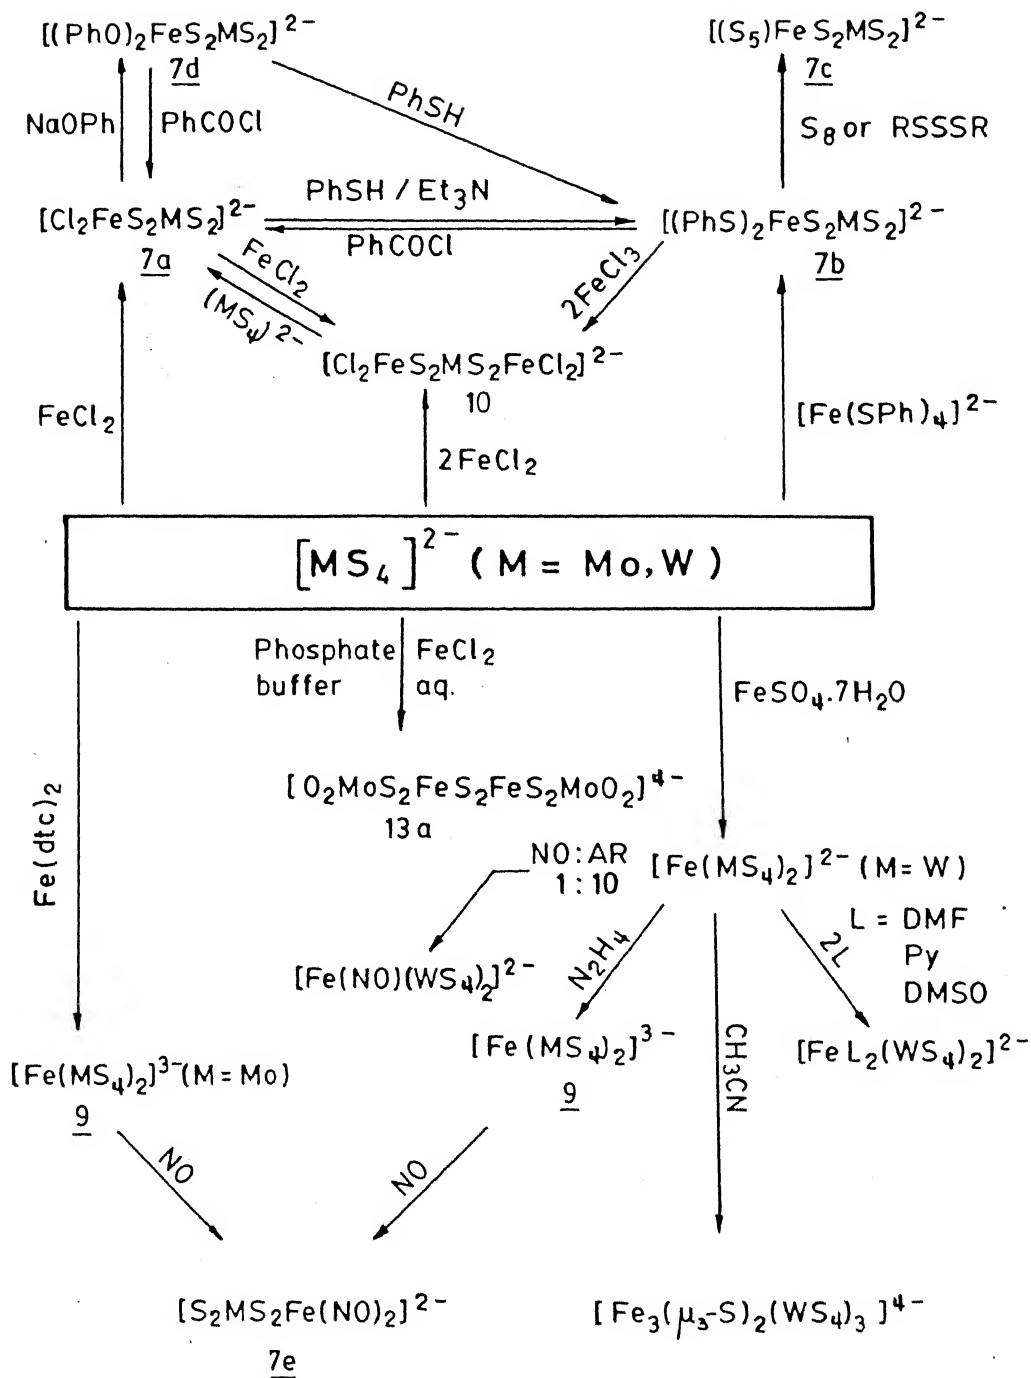 [(PhO)₂FeS₂MS₂]²⁻
7d
[(S₅)FeS₂MS₂]²⁻
7c
NaOPh
PhCOCl
PhSH
S₈ or RSSSR
[Cl₂FeS₂MS₂]²⁻
7a
PhSH / Et₃N
PhCOCl
[(PhS)₂FeS₂MS₂]²⁻
7b
FeCl₂
(MS₄)²⁻
2FeCl₃
[Cl₂FeS₂MS₂FeCl₂]²⁻
10
FeCl₂
2FeCl₂
[Fe(SPh)₄]²⁻
[MS₄]²⁻ (M = Mo, W)
Phosphate buffer
FeCl₂ aq.
FeSO₄.7H₂O
Fe(dtc)₂
[O₂MoS₂FeS₂FeS₂MoO₂]⁴⁻
13a
NO:AR
1:10
[Fe(MS₄)₂]²⁻ (M=W)
L = DMF
Py
DMSO
N₂H₄
2L
CH₃CN
[Fe(NO)(WS₄)₂]²⁻
[Fe(MS₄)₂]³⁻
9
[FeL₂(WS₄)₂]²⁻
[Fe(MS₄)₂]³⁻(M=Mo)
9
NO
NO
[S₂MS₂Fe(NO)₂]²⁻
7e
[Fe₃(μ₃-S)₂(WS₄)₃]⁴⁻